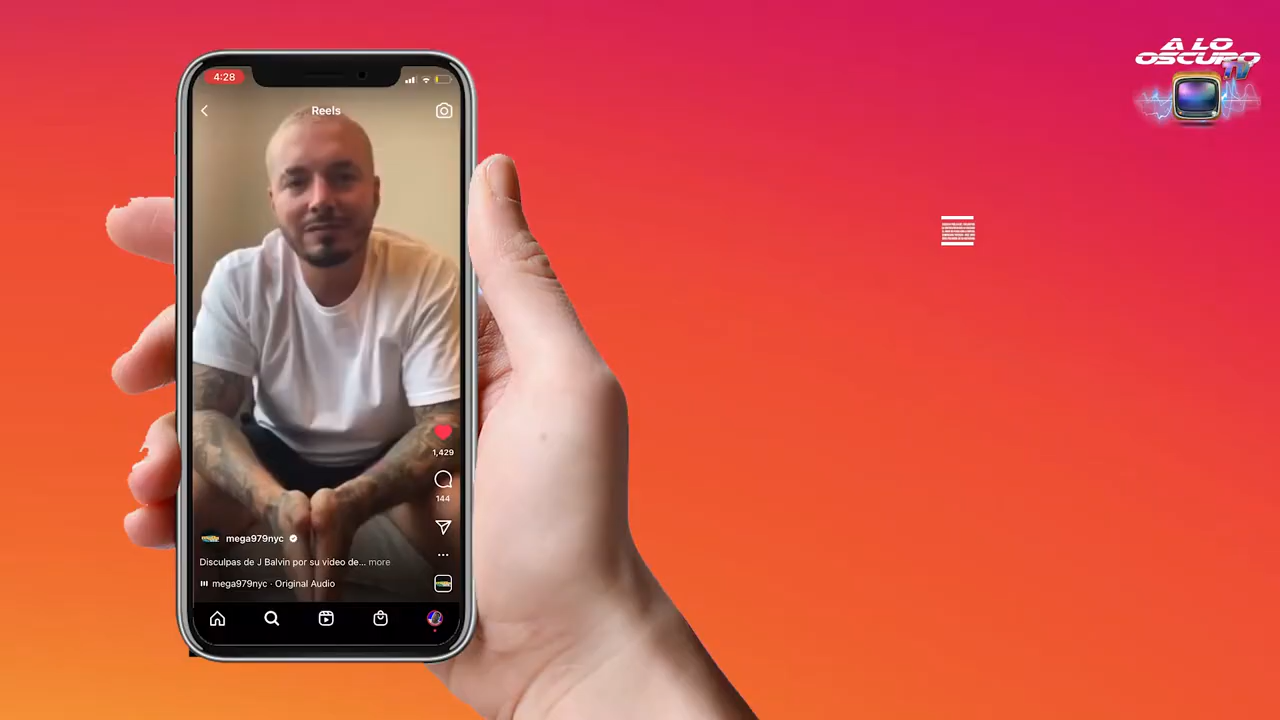 A LO
OSCURO
TV
4:28
Reels
1,429
144
mega979nyc
Disculpas de J Balvin por su video de... more
mega979nyc · Original Audio